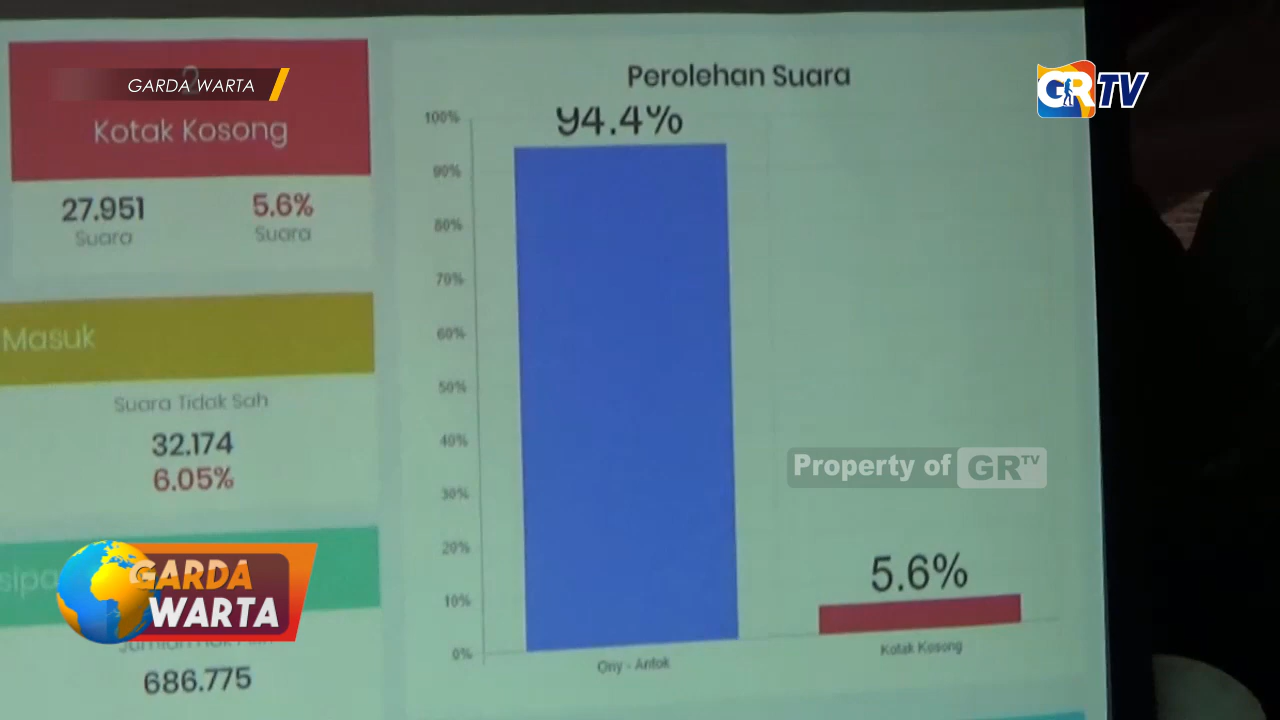 GARDA WARTA
2
Kotak Kosong
27.951
5.6%
Suara
Suara
Masuk
Suara Tidak Sah
32.174
6.05%
GARDA
WARTA
686.775
Perolehan Suara
94.4%
100%
90%
80%
70%
60%
50%
40%
30%
20%
10%
0%
5.6%
Ony - Antok
Kotak Kosong
GRTV
Property of GRTV